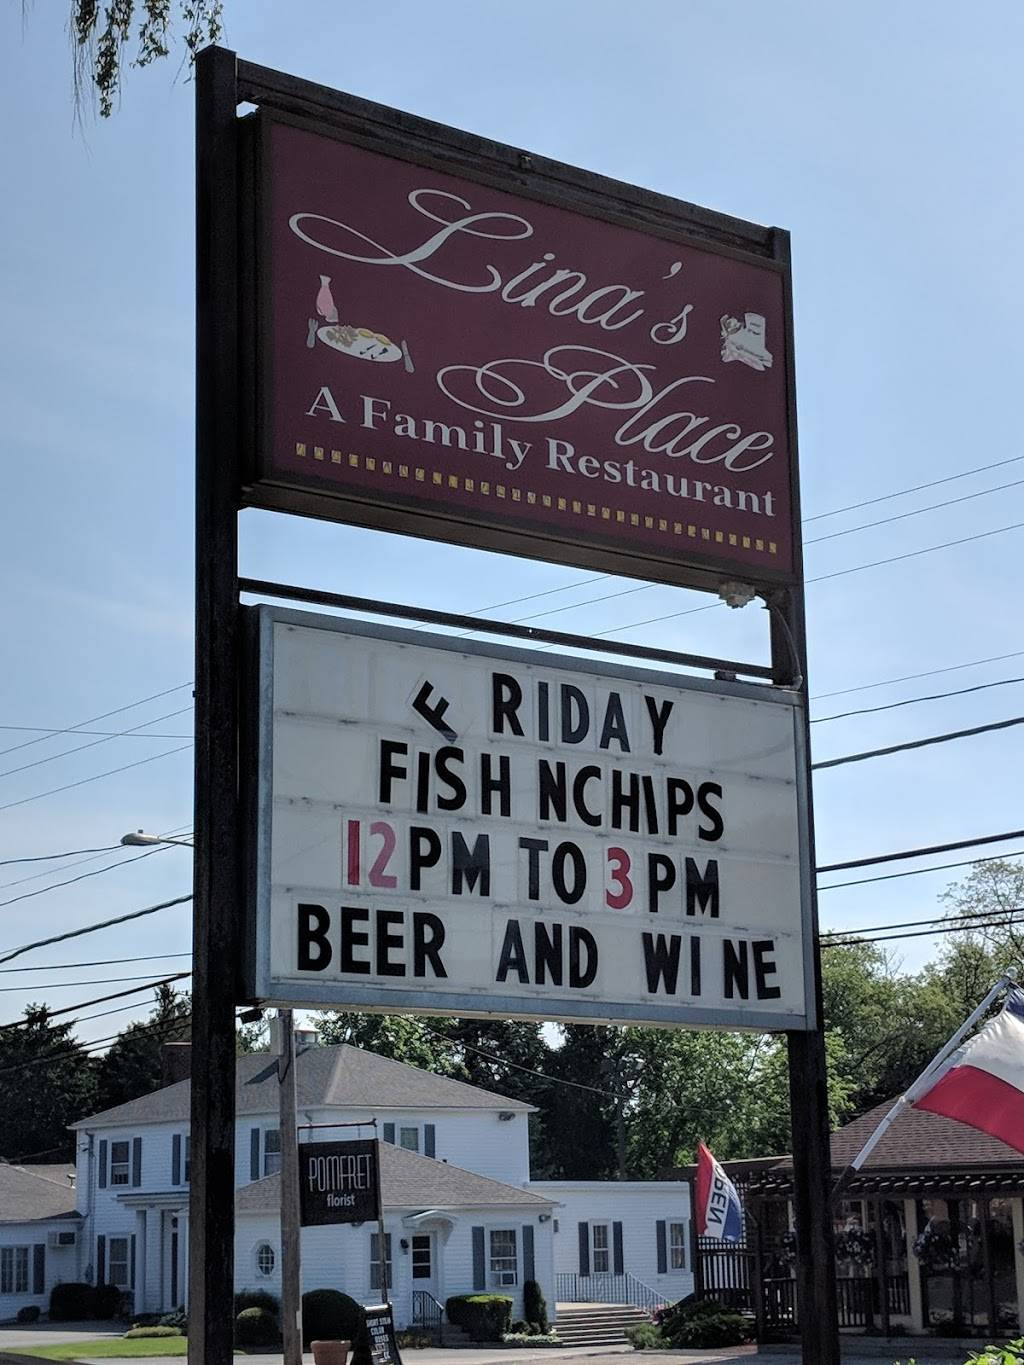 Lina's
Place
A Family Restaurant
FRIDAY
FISH NCHIPS
12PM TO 3PM
BEER AND WINE
POMFRET
florist
OPEN